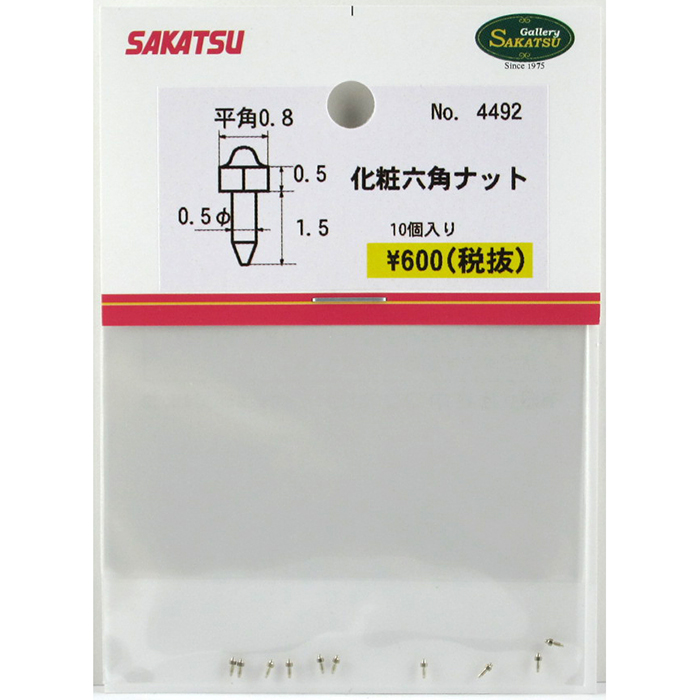 SAKATSU
Gallery
SAKATSU
Since 1975
平角0.8
No. 4492
0.5
化粧六角ナット
0.5φ
1.5
10個入り
¥600(税抜)